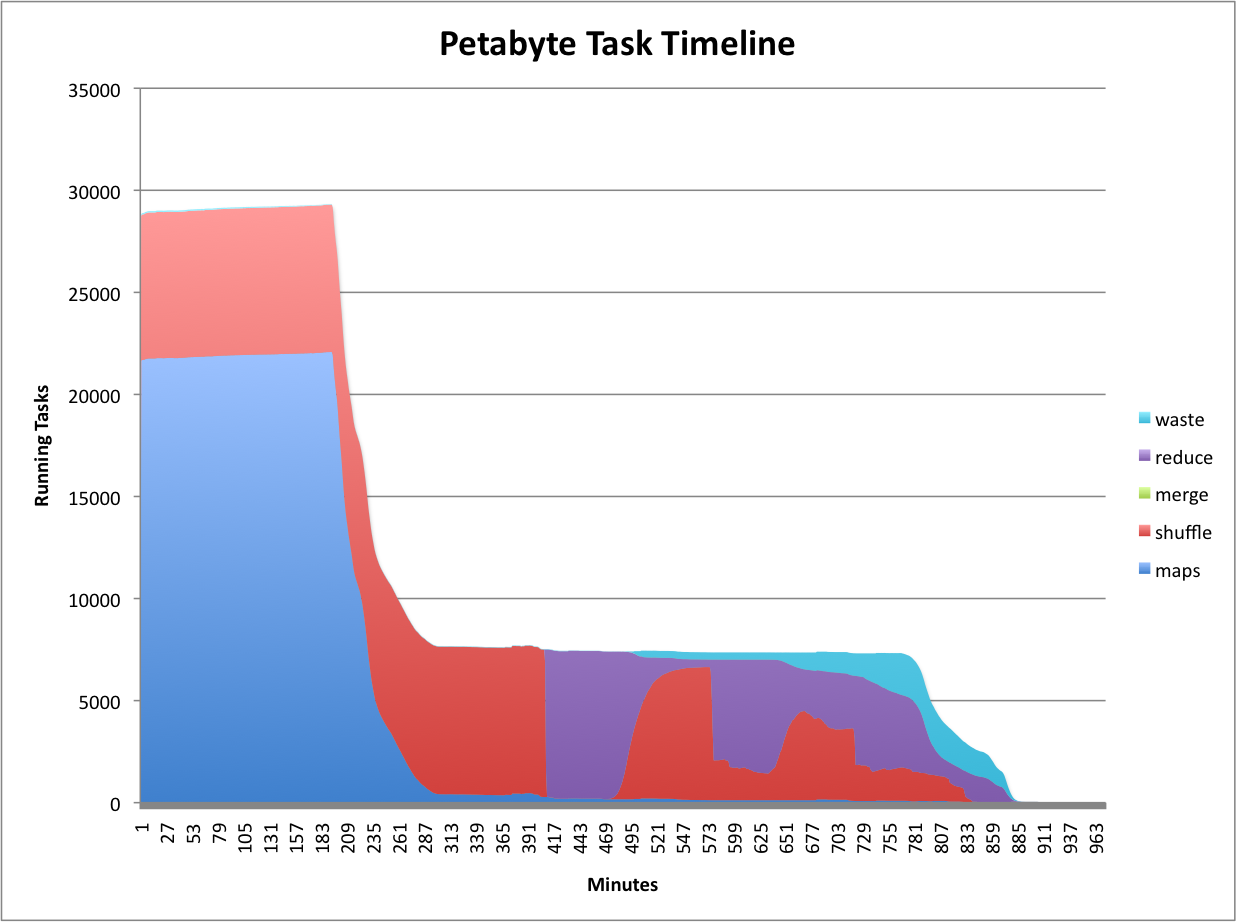 Petabyte Task Timeline
35000
30000
25000
20000
15000
10000
5000
0
Running Tasks
1 27 53 79 105 131 157 183 209 235 261 287 313 339 365 391 417 443 469 495 521 547 573 599 625 651 677 703 729 755 781 807 833 859 885 911 937 963
Minutes
waste
reduce
merge
shuffle
maps